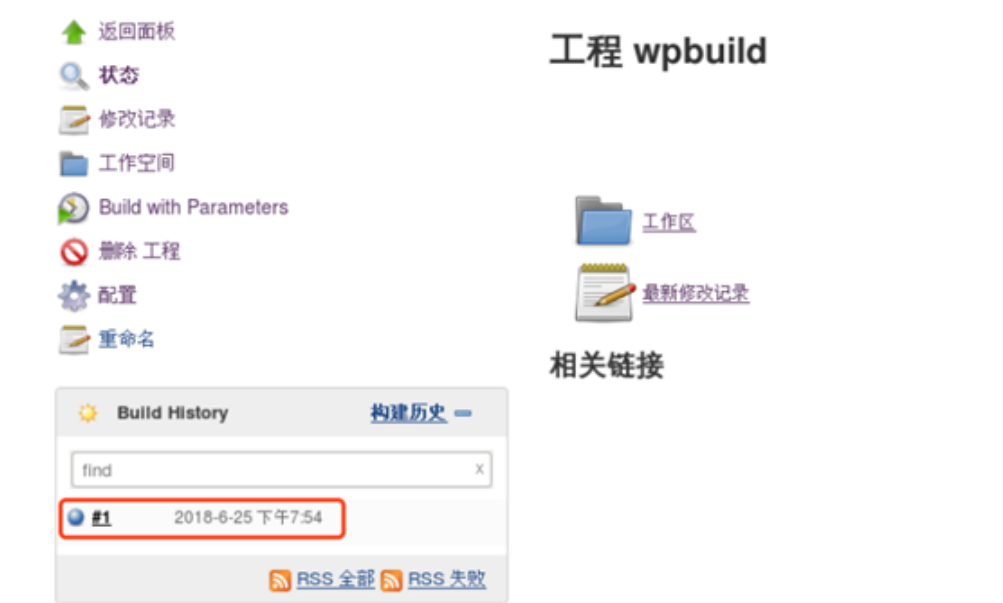 返回面板
状态
修改记录
工作空间
Build with Parameters
删除 工程
配置
重命名
Build History 构建历史
find x
#1 2018-6-25 下午7:54
RSS 全部 RSS 失败
工程 wpbuild
工作区
最新修改记录
相关链接